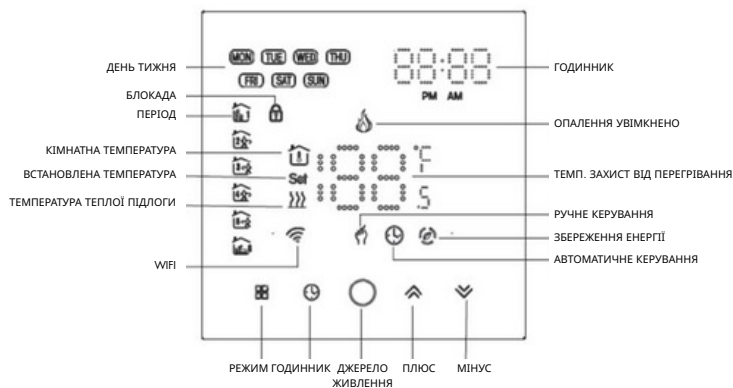 MON TUE WED THU
FRI SAT SUN
88:88
PM AM
ДЕНЬ ТИЖНЯ
БЛОКАДА
ПЕРІОД
КІМНАТНА ТЕМПЕРАТУРА
ВСТАНОВЛЕНА ТЕМПЕРАТУРА
ТЕМПЕРАТУРА ТЕПЛОЇ ПІДЛОГИ
WIFI
Set
ГОДИННИК
ОПАЛЕННЯ УВІМКНЕНО
ТЕМП. ЗАХИСТ ВІД ПЕРЕГРІВАННЯ
РУЧНЕ КЕРУВАННЯ
ЗБЕРЕЖЕННЯ ЕНЕРГІЇ
АВТОМАТИЧНЕ КЕРУВАННЯ
РЕЖИМ ГОДИННИК ДЖЕРЕЛО ПЛЮС МІНУС
ЖИВЛЕННЯ